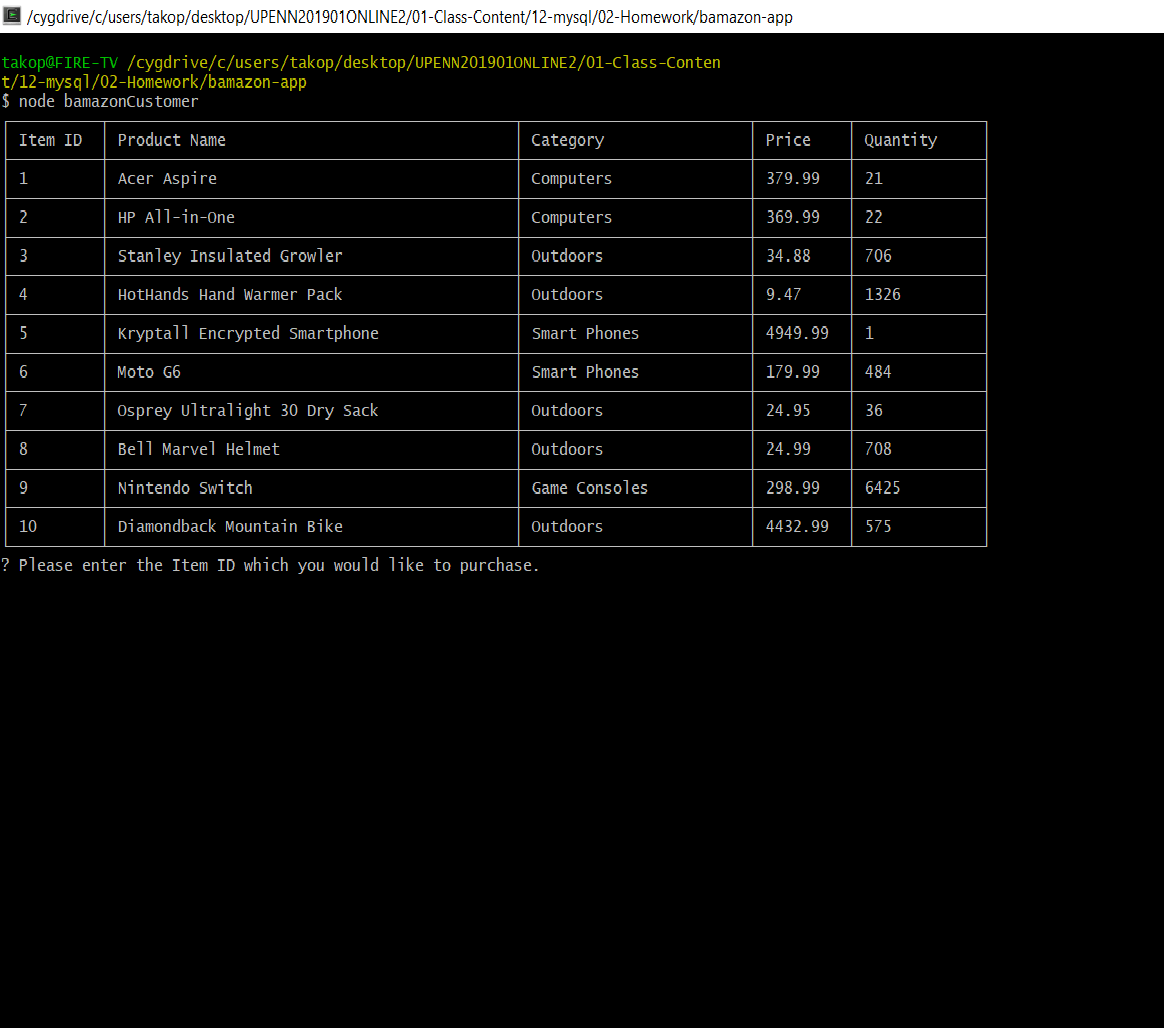 /cygdrive/c/users/takop/desktop/UPENN201901ONLINE2/01-Class-Content/12-mysql/02-Homework/bamazon-app
takop@FIRE-TV /cygdrive/c/users/takop/desktop/UPENN201901ONLINE2/01-Class-Conten
t/12-mysql/02-Homework/bamazon-app
$ node bamazonCustomer
Item ID Product Name Category Price Quantity
1 Acer Aspire Computers 379.99 21
2 HP All-in-One Computers 369.99 22
3 Stanley Insulated Growler Outdoors 34.88 706
4 HotHands Hand Warmer Pack Outdoors 9.47 1326
5 Kryptall Encrypted Smartphone Smart Phones 4949.99 1
6 Moto G6 Smart Phones 179.99 484
7 Osprey Ultralight 30 Dry Sack Outdoors 24.95 36
8 Bell Marvel Helmet Outdoors 24.99 708
9 Nintendo Switch Game Consoles 298.99 6425
10 Diamondback Mountain Bike Outdoors 4432.99 575
? Please enter the Item ID which you would like to purchase.